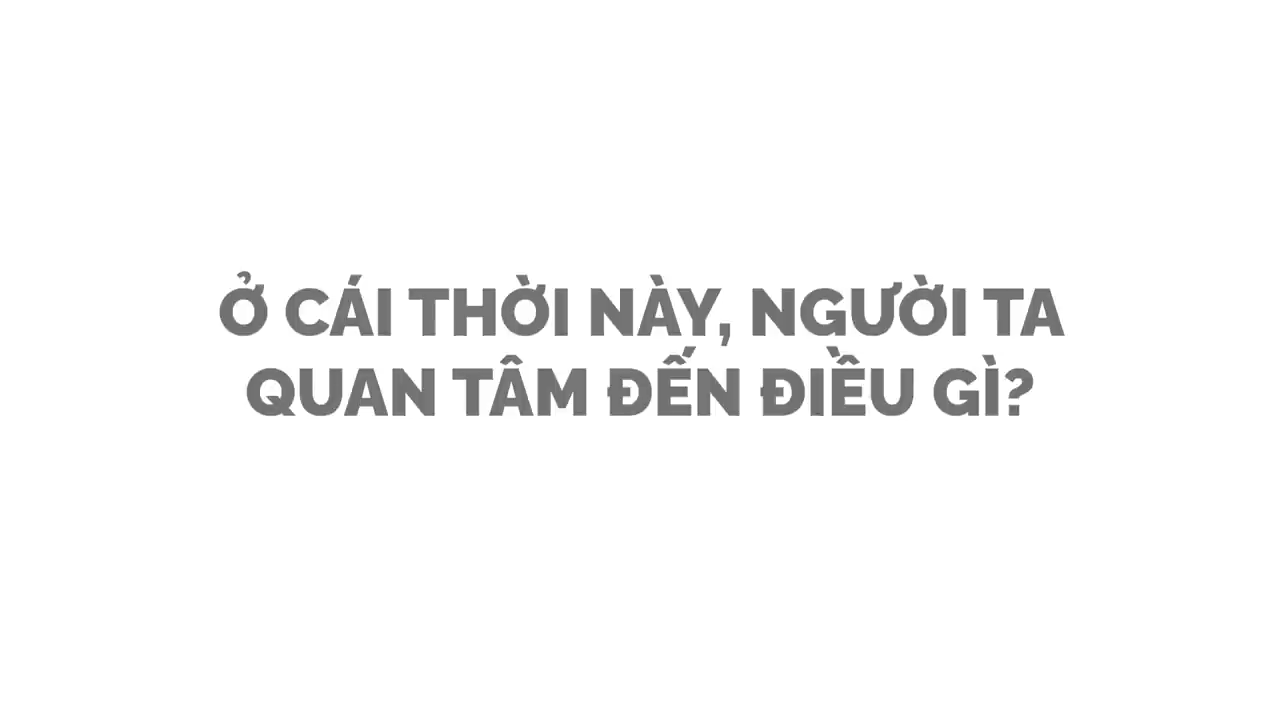 Ở CÁI THỜI NÀY, NGƯỜI TA
QUAN TÂM ĐẾN ĐIỀU GÌ?